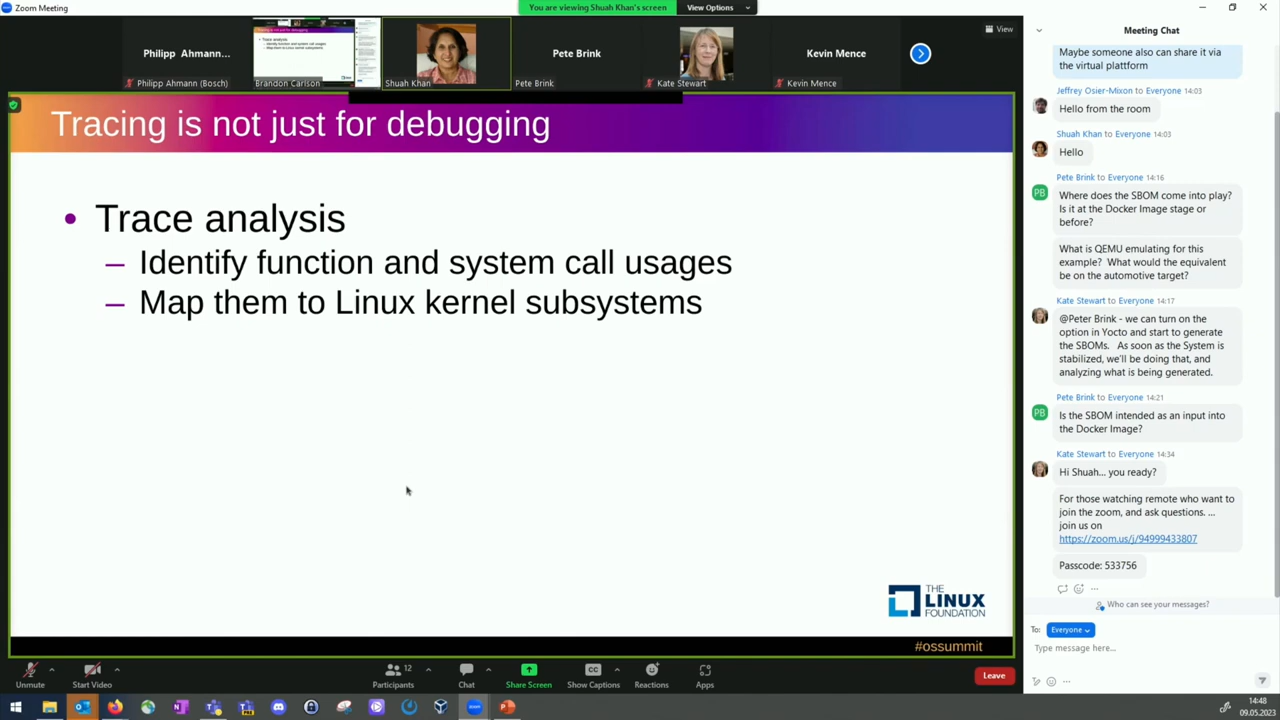 Zoom Meeting
You are viewing Shuah Khan's screen
View Options
View
Philipp Ahmann...
Pete Brink
Kevin Mence
Philipp Ahmann (Bosch)
Brandon Carlson
Shuah Khan
Pete Brink
Kate Stewart
Kevin Mence
Tracing is not just for debugging
• Trace analysis
– Identify function and system call usages
– Map them to Linux kernel subsystems
THE
LINUX
FOUNDATION
#ossummit
Meeting Chat
Maybe someone also can share it via
the virtual plattform
Jeffrey Osier-Mixon to Everyone 14:03
Hello from the room
Shuah Khan to Everyone 14:03
Hello
Pete Brink to Everyone 14:16
PB
Where does the SBOM come into play?
Is it at the Docker Image stage or
before?
What is QEMU emulating for this
example? What would the equivalent
be on the automotive target?
Kate Stewart to Everyone 14:17
@Peter Brink - we can turn on the
option in Yocto and start to generate
the SBOMs. As soon as the System is
stabilized, we'll be doing that, and
analyzing what is being generated.
Pete Brink to Everyone 14:21
PB
Is the SBOM intended as an input into
the Docker Image?
Kate Stewart to Everyone 14:34
Hi Shuah... you ready?
For those watching remote who want to
join the zoom, and ask questions. ...
join us on
https://zoom.us/j/94999433807
Passcode: 533756
Who can see your messages?
To: Everyone
Type message here...
Unmute
Start Video
12
Participants
Chat
Share Screen
CC
Show Captions
Reactions
Apps
Leave
14:48
09.05.2023